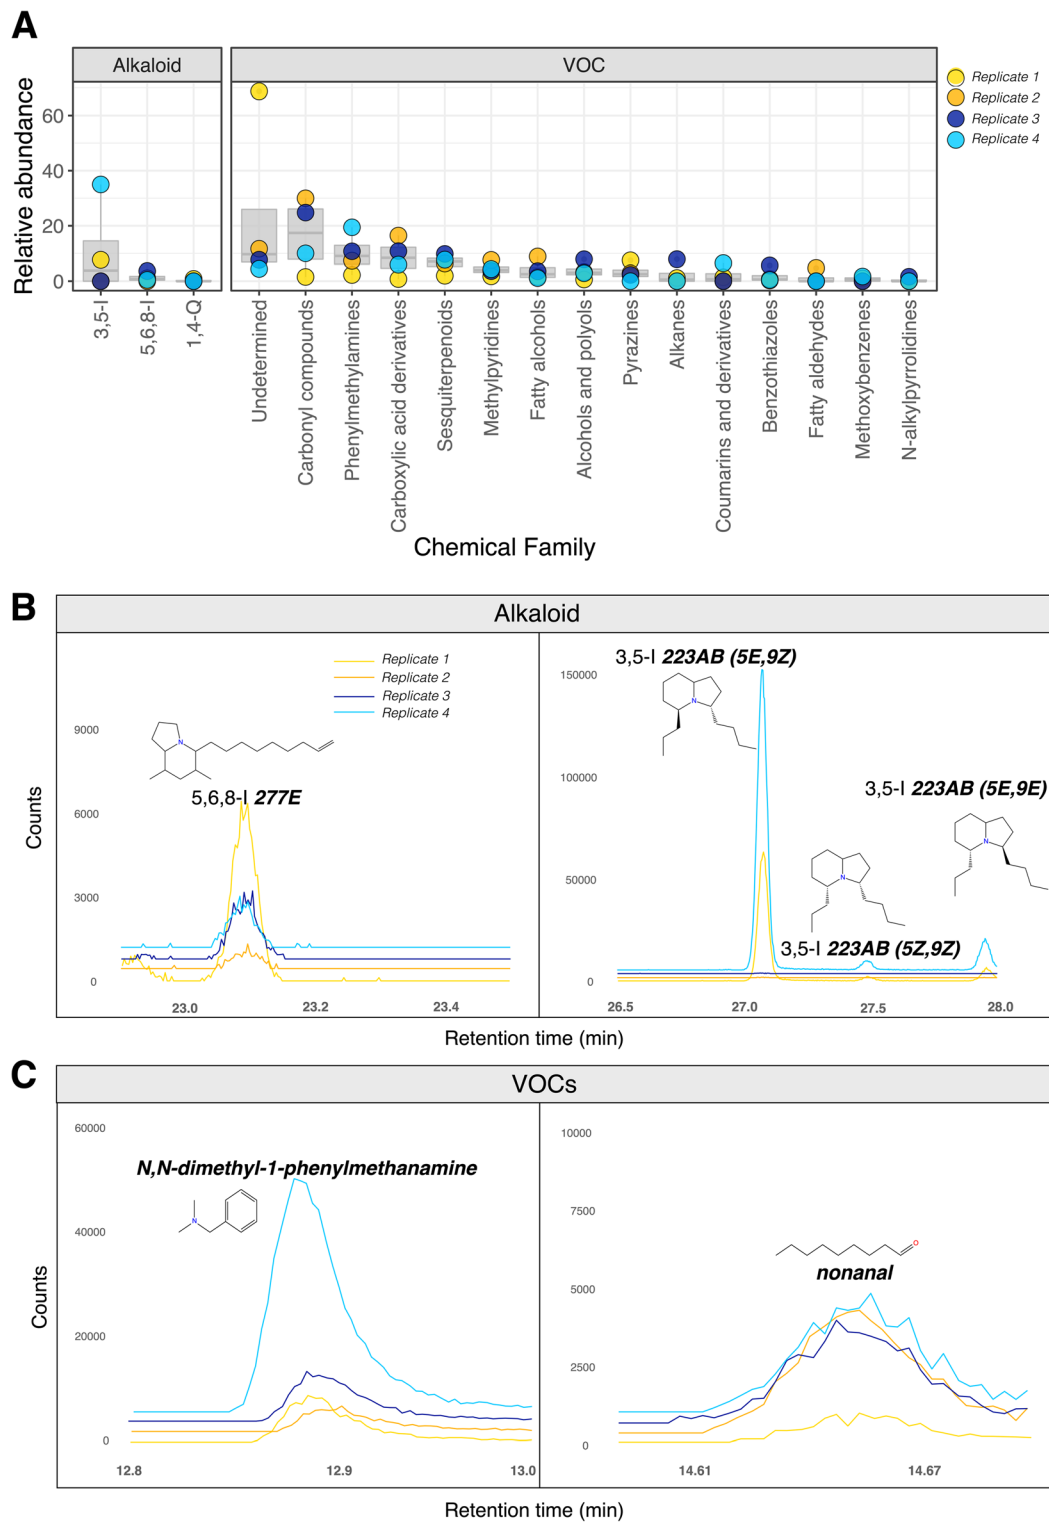 A
Alkaloid
VOC
Relative abundance
60
40
20
0
Replicate 1
Replicate 2
Replicate 3
Replicate 4
3,5-I
5,6,8-I
1,4-Q
Undetermined
Carbonyl compounds
Phenylmethylamines
Carboxylic acid derivatives
Sesquiterpenoids
Methylpyridines
Fatty alcohols
Alcohols and polyols
Pyrazines
Alkanes
Coumarins and derivatives
Benzothiazoles
Fatty aldehydes
Methoxybenzenes
N-alkylpyrrolidines
Chemical Family
B
Alkaloid
Counts
9000
6000
3000
0
Replicate 1
Replicate 2
Replicate 3
Replicate 4
N
5,6,8-I 277E
23.0
23.2
23.4
150000
100000
50000
0
3,5-I 223AB (5E,9Z)
N
3,5-I 223AB (5E,9E)
N
N
3,5-I 223AB (5Z,9Z)
26.5
27.0
27.5
28.0
Retention time (min)
C
VOCs
Counts
60000
40000
20000
0
N,N-dimethyl-1-phenylmethanamine
N
12.8
12.9
13.0
10000
7500
5000
2500
0
O
nonanal
14.61
14.67
Retention time (min)